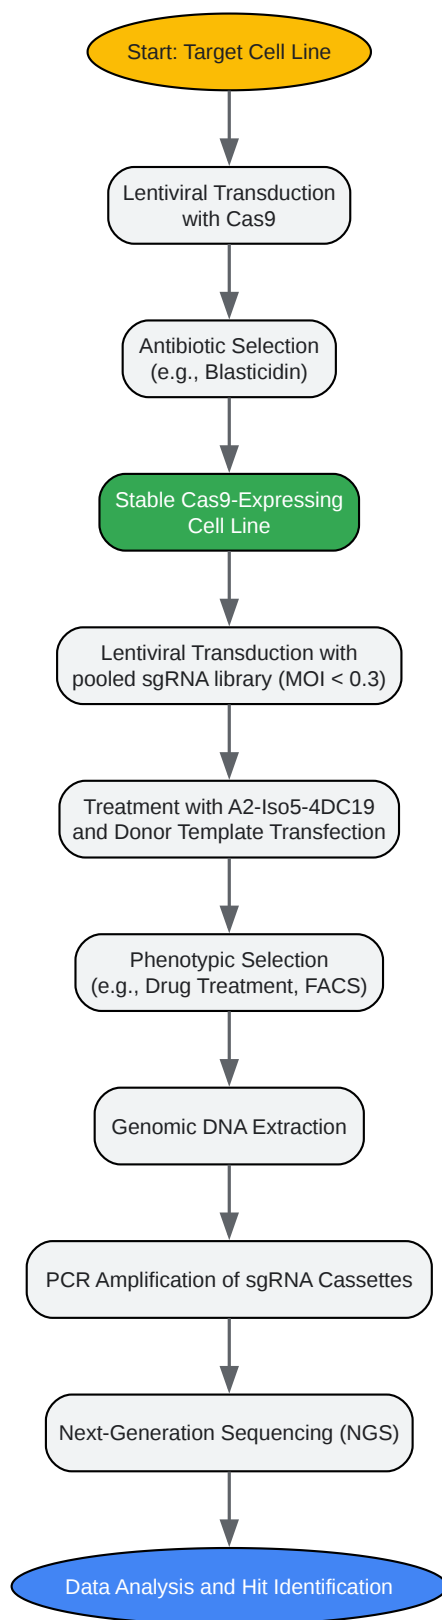 Start: Target Cell Line
Lentiviral Transduction
with Cas9
Antibiotic Selection
(e.g., Blasticidin)
Stable Cas9-Expressing
Cell Line
Lentiviral Transduction with
pooled sgRNA library (MOI < 0.3)
Treatment with A2-Iso5-4DC19
and Donor Template Transfection
Phenotypic Selection
(e.g., Drug Treatment, FACS)
Genomic DNA Extraction
PCR Amplification of sgRNA Cassettes
Next-Generation Sequencing (NGS)
Data Analysis and Hit Identification